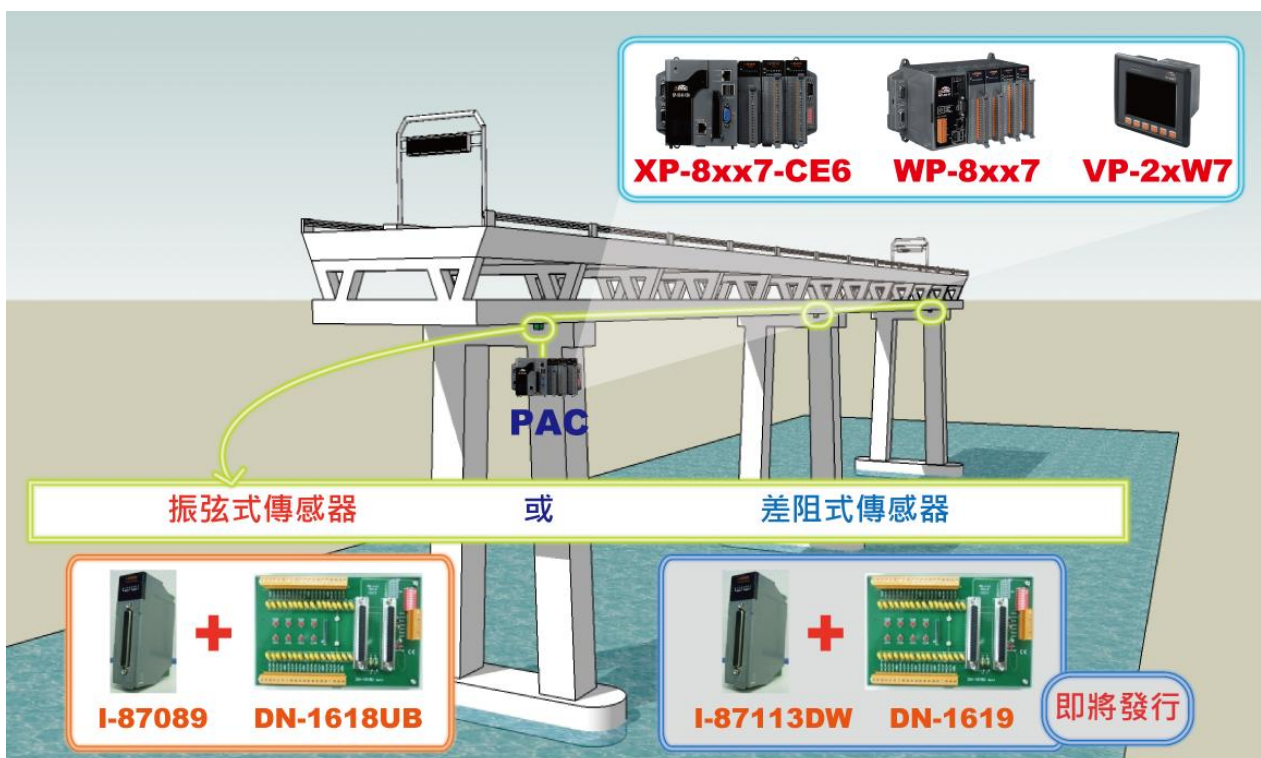 XP-8xx7-CE6 WP-8xx7 VP-2xW7
PAC
振弦式傳感器 或 差阻式傳感器
I-87089 + DN-1618UB
I-87113DW + DN-1619
即將發行